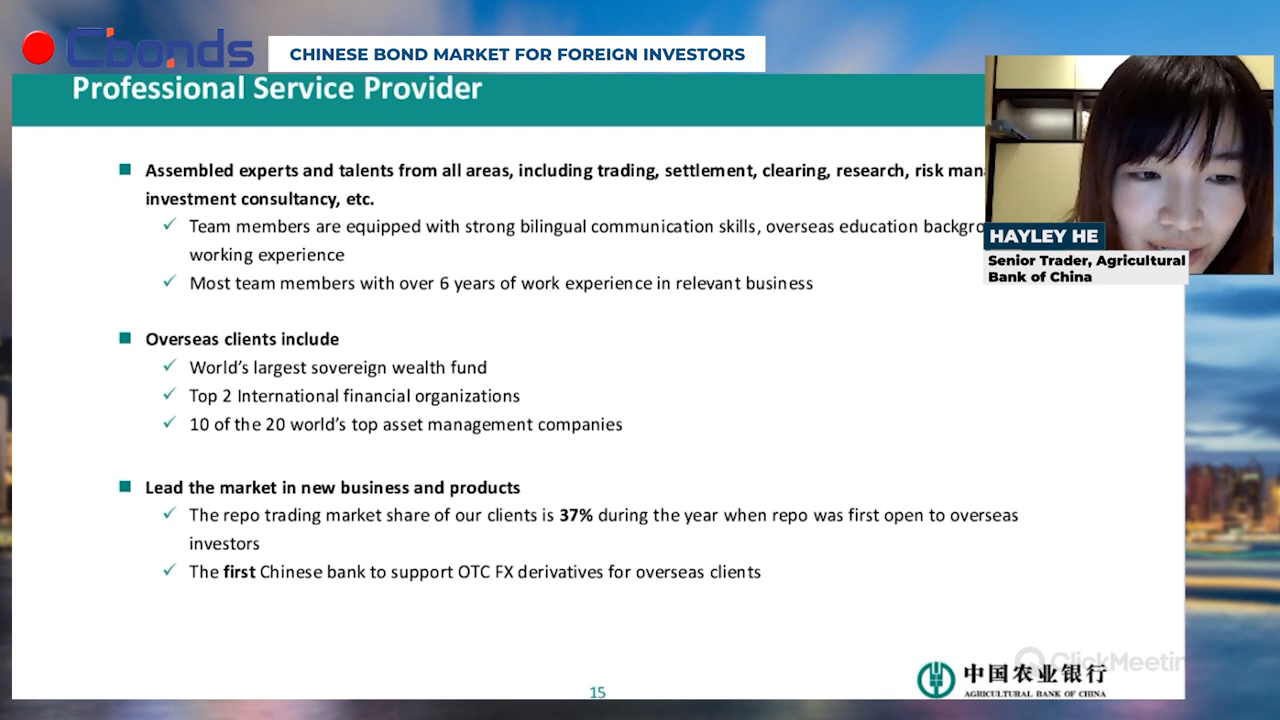 Cbonds
CHINESE BOND MARKET FOR FOREIGN INVESTORS
Professional Service Provider
Assembled experts and talents from all areas, including trading, settlement, clearing, research, risk
investment consultancy, etc.
Team members are equipped with strong bilingual communication skills, overseas education
working experience
Most team members with over 6 years of work experience in relevant business
Overseas clients include
World's largest sovereign wealth fund
Top 2 International financial organizations
10 of the 20 world's top asset management companies
Lead the market in new business and products
The repo trading market share of our clients is 37% during the year when repo was first open to overseas
investors
The first Chinese bank to support OTC FX derivatives for overseas clients
HAYLEY HE
Senior Trader, Agricultural
Bank of China
15
中国农业银行
AGRICULTURAL BANK OF CHINA